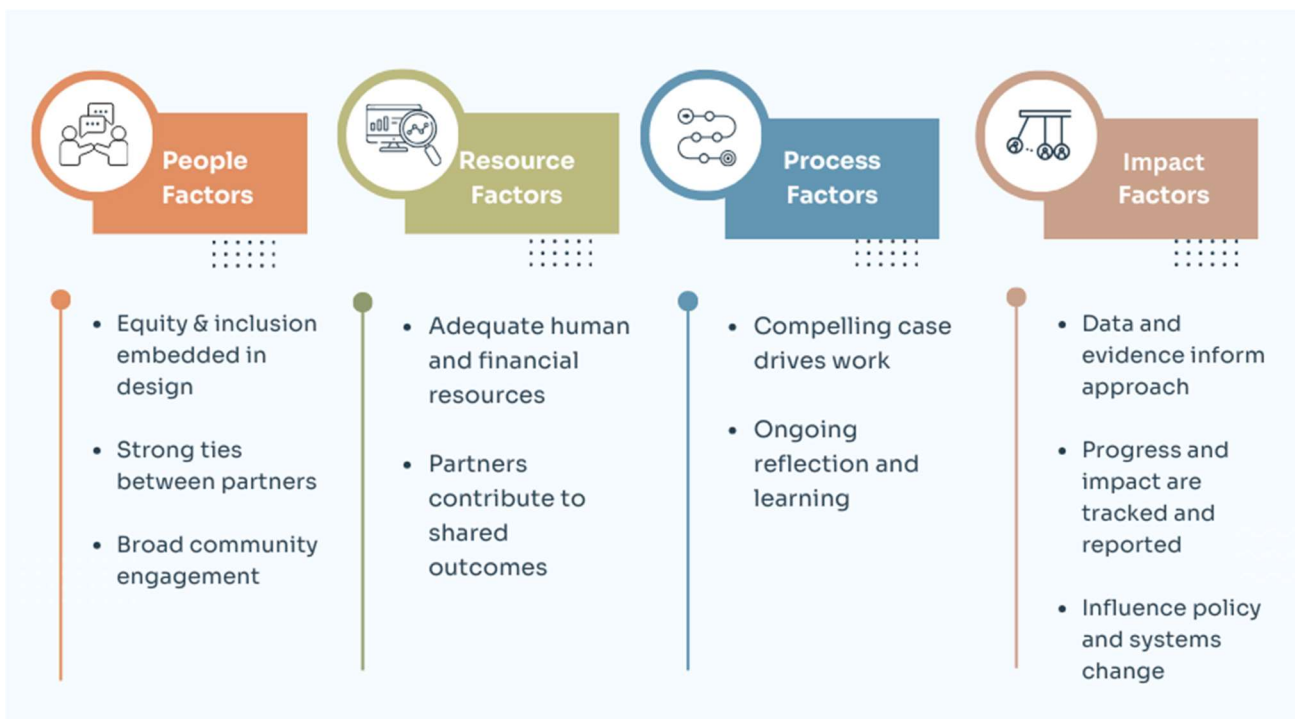 People
Factors
• Equity & inclusion
embedded in
design
• Strong ties
between partners
• Broad community
engagement
Resource
Factors
• Adequate human
and financial
resources
• Partners
contribute to
shared
outcomes
Process
Factors
• Compelling case
drives work
• Ongoing
reflection and
learning
Impact
Factors
• Data and
evidence inform
approach
• Progress and
impact are
tracked and
reported
• Influence policy
and systems
change